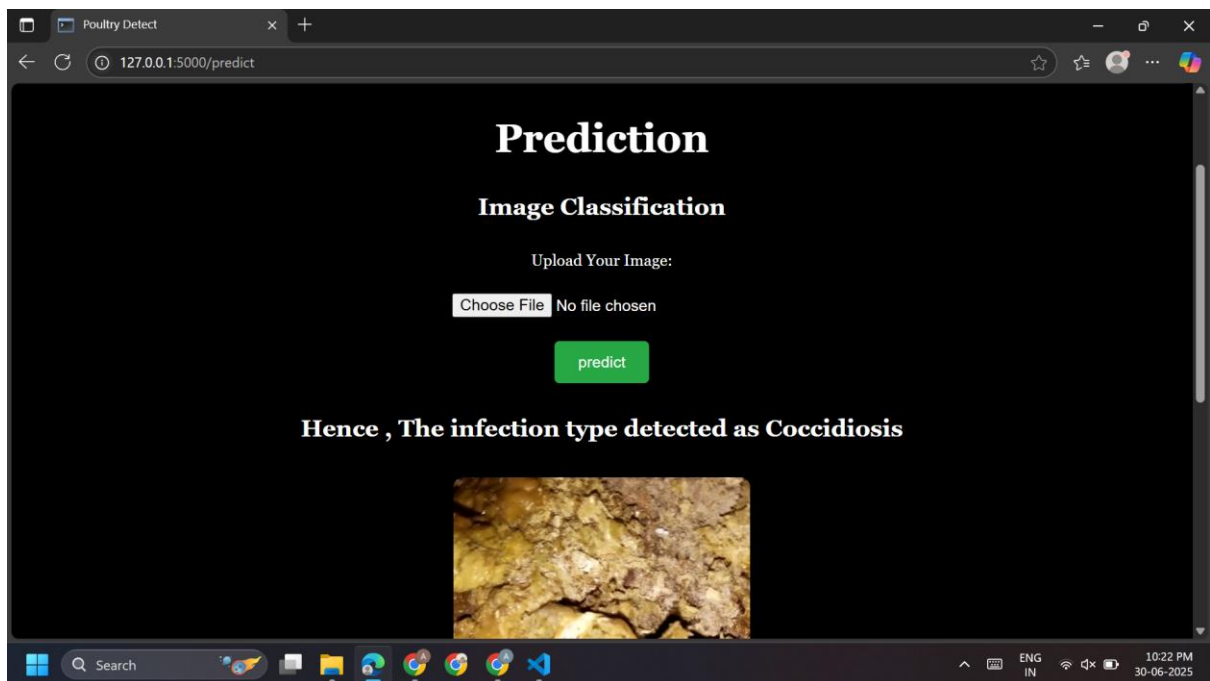 Poultry Detect
127.0.0.1:5000/predict
Prediction
Image Classification
Upload Your Image:
Choose File No file chosen
predict
Hence , The infection type detected as Coccidiosis
Search
ENG
IN
10:22 PM
30-06-2025